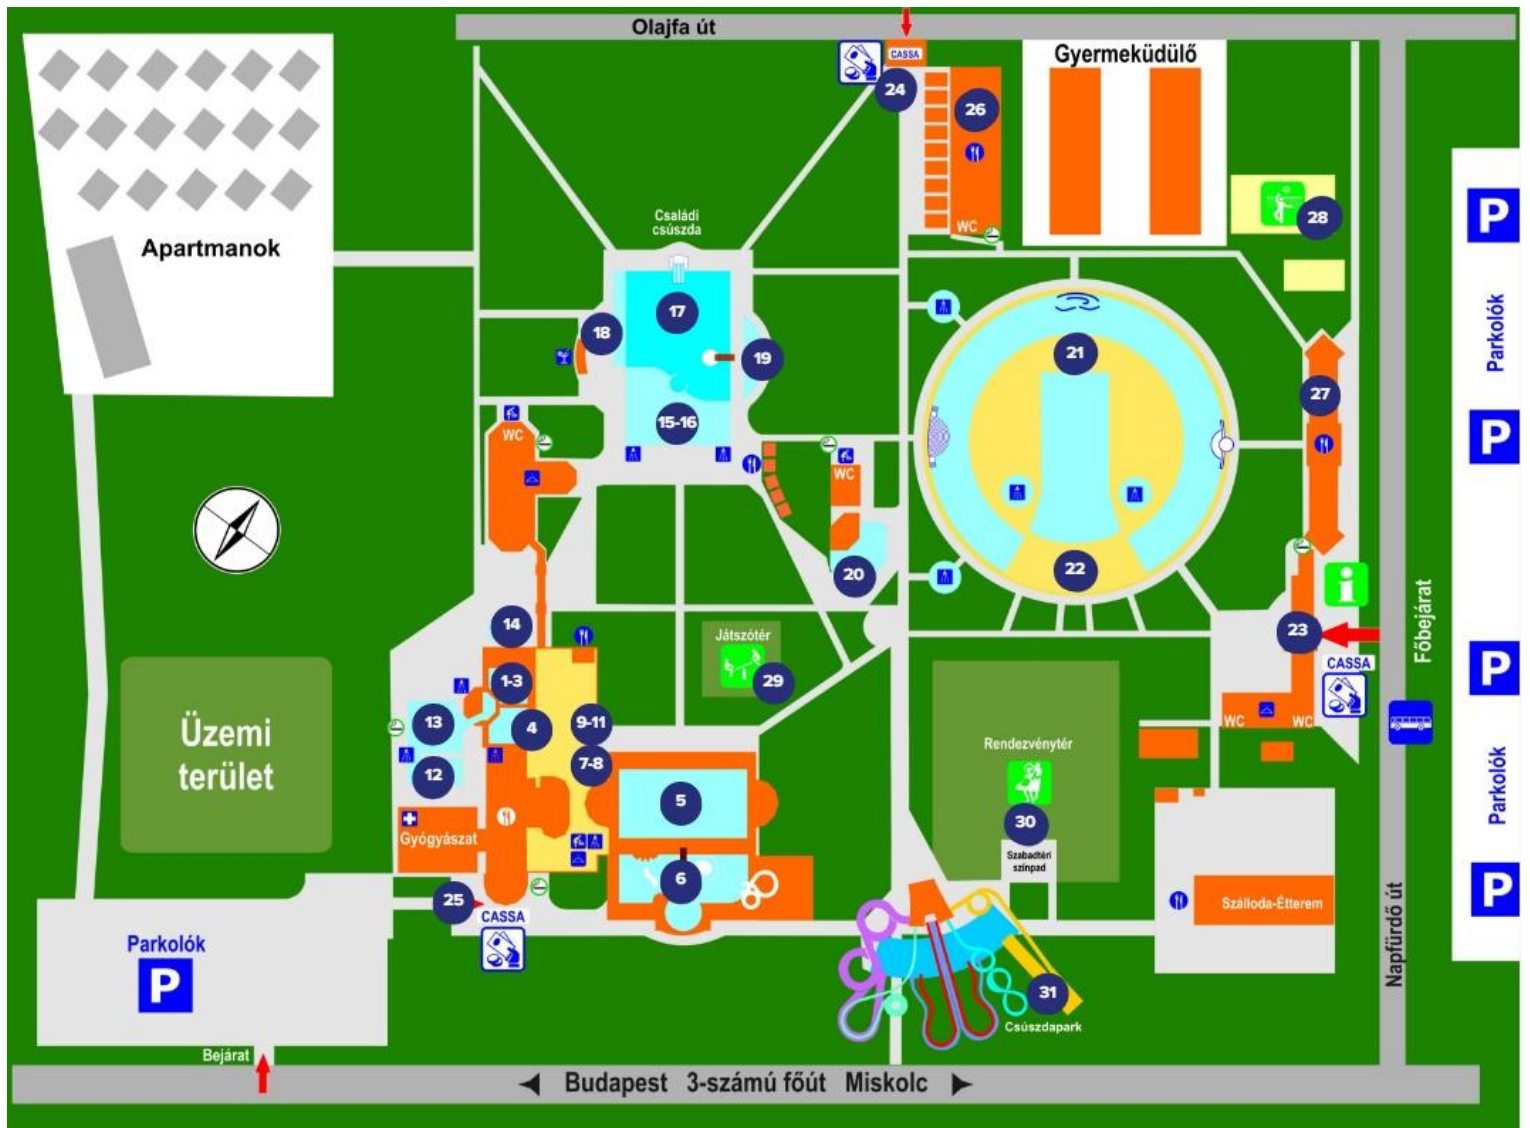 Olajfa út
CASSA
24
26
Gyermeküdülő
WC
28
Apartmanok
Családi
csúszda
17
18
19
15-16
21
27
P
Parkolók
P
WC
WC
20
22
i
23
Főbejárat
CASSA
P
14
1-3
Játszótér
29
13
4
9-11
12
7-8
5
Üzemi
terület
Gyógyászat
6
25
CASSA
WC
WC
Rendezvénytér
30
Szabadtéri
színpad
Szálloda-Étterem
Parkolók
P
Napfürdő út
Parkolók
P
31
Csúszdapark
Bejárat
Budapest 3-számú főút Miskolc